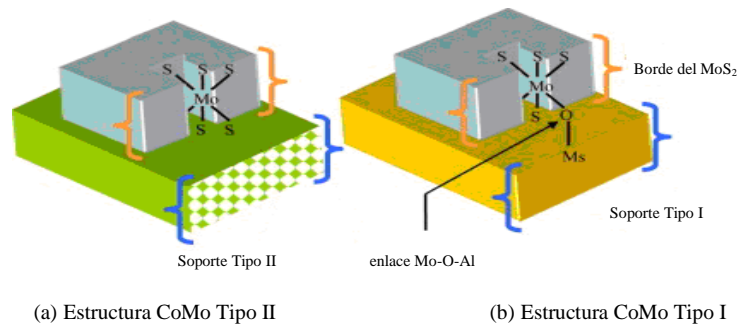 S S S
Mo
S S
S S S
Mo
S O
Ms
Borde del MoS₂
Soporte Tipo I
Soporte Tipo II
enlace Mo-O-Al
(a) Estructura CoMo Tipo II
(b) Estructura CoMo Tipo I